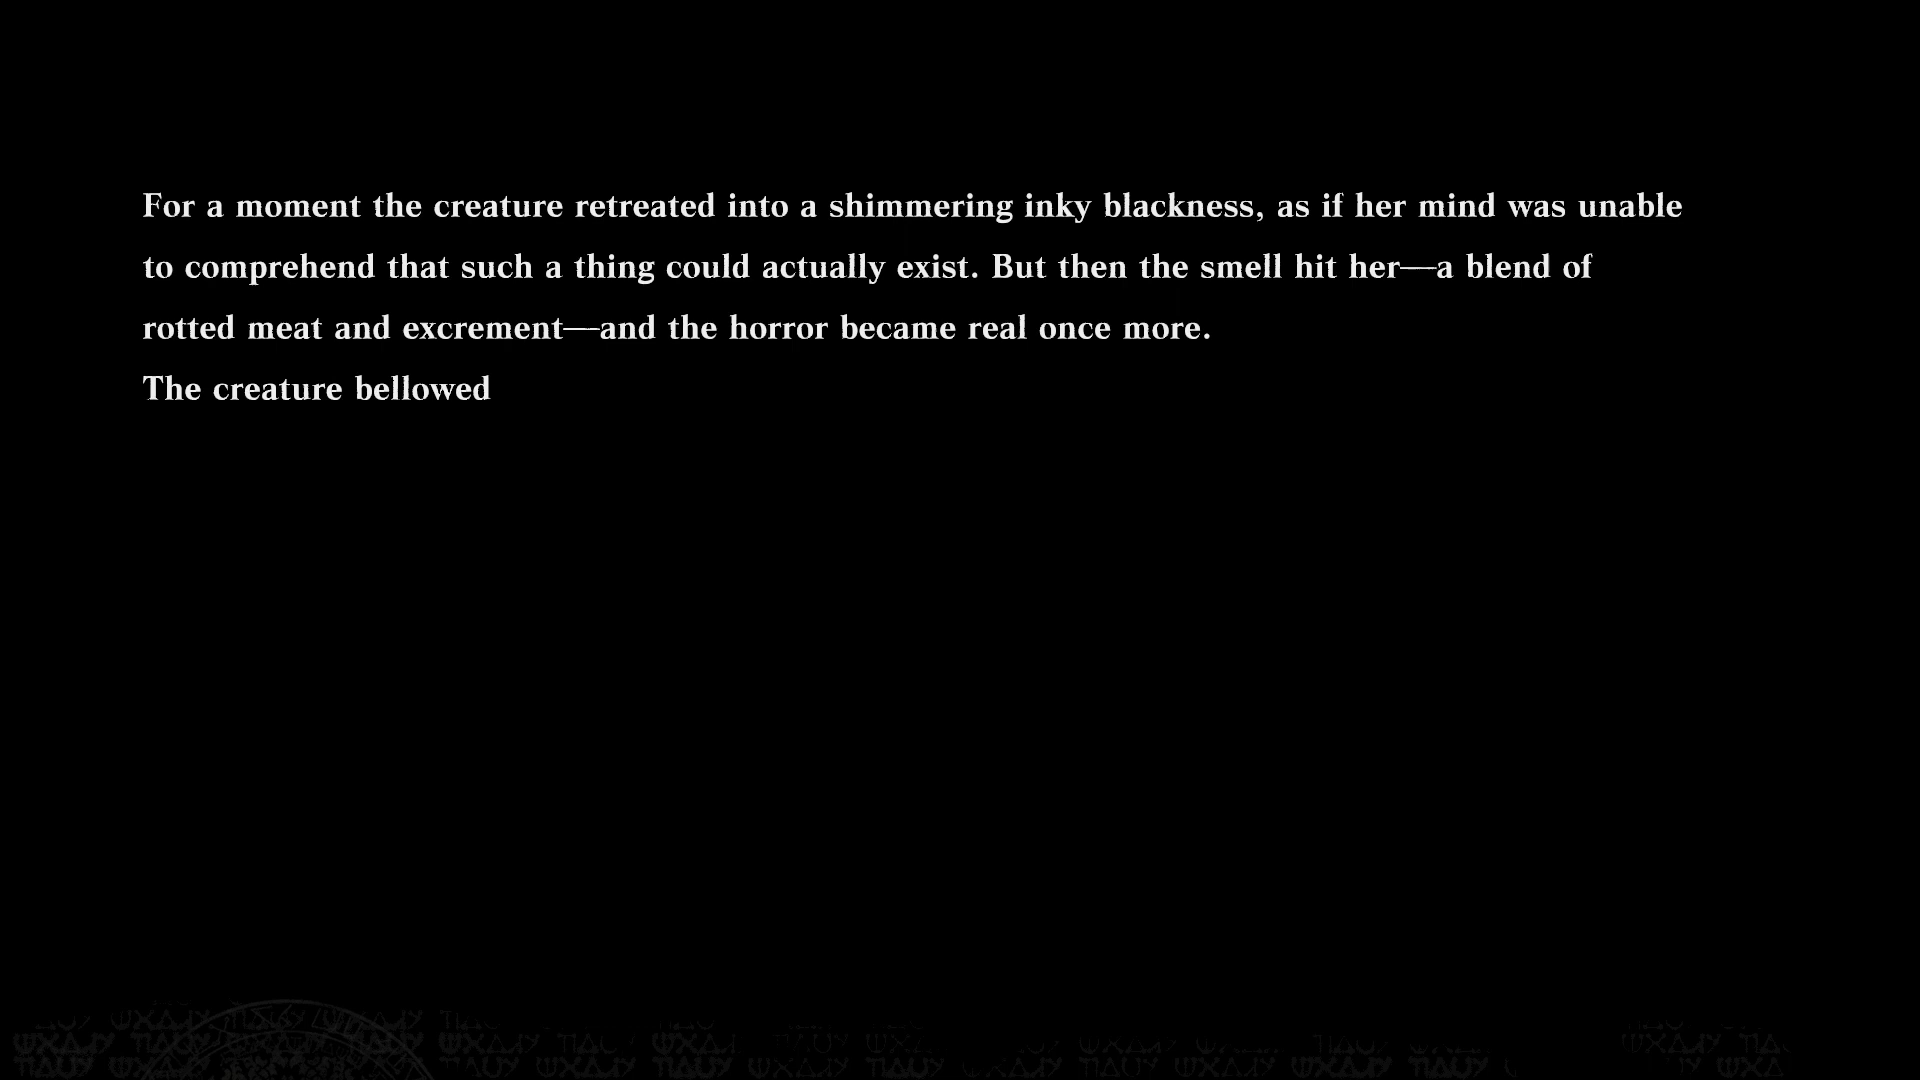 For a moment the creature retreated into a shimmering inky blackness, as if her mind was unable
to comprehend that such a thing could actually exist. But then the smell hit her—a blend of
rotted meat and excrement—and the horror became real once more.
The creature bellowed